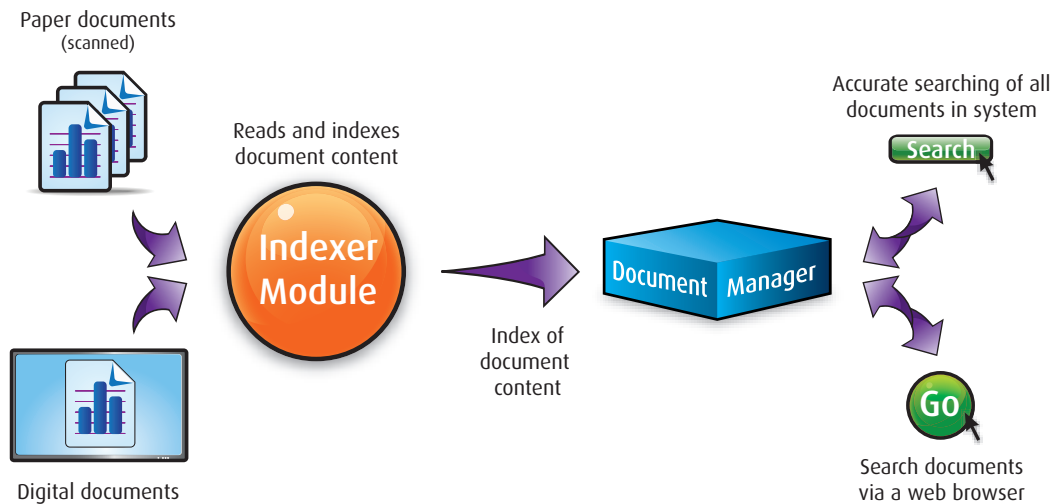 Paper documents
(scanned)
Reads and indexes
document content
Indexer
Module
Digital documents
Index of
document
content
Document Manager
Accurate searching of all
documents in system
Search
Go
Search documents
via a web browser